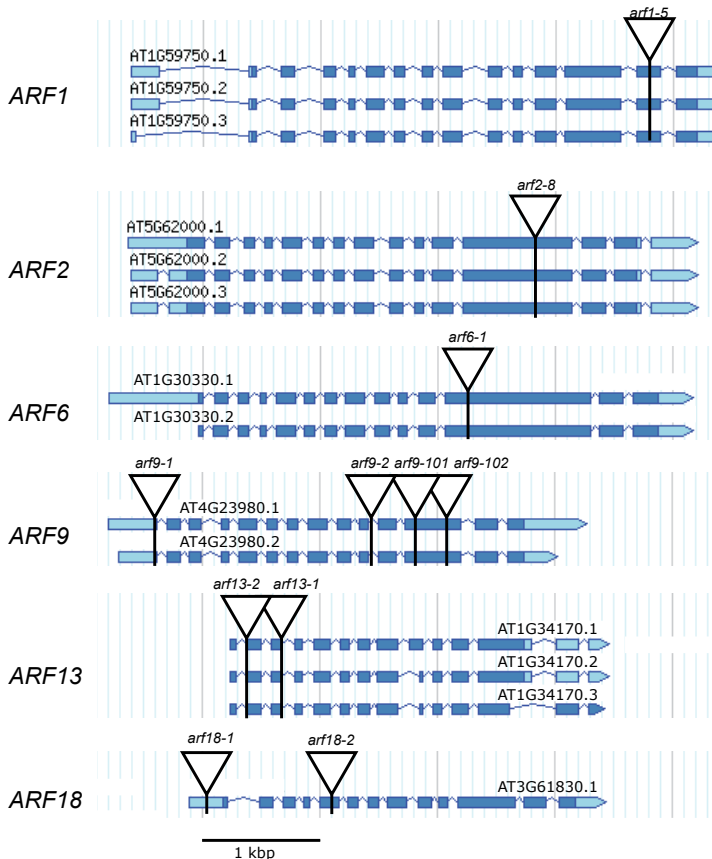 arf1-5
AT1G59750.1
AT1G59750.2
ARF1
AT1G59750.3
arf2-8
AT5G62000.1
AT5G62000.2
ARF2
AT5G62000.3
arf6-1
AT1G30330.1
ARF6
AT1G30330.2
arf9-1 arf9-2 arf9-101 arf9-102
AT4G23980.1
ARF9
AT4G23980.2
arf13-2 arf13-1
AT1G34170.1
AT1G34170.2
ARF13
AT1G34170.3
arf18-1 arf18-2
AT3G61830.1
ARF18
1 kbp